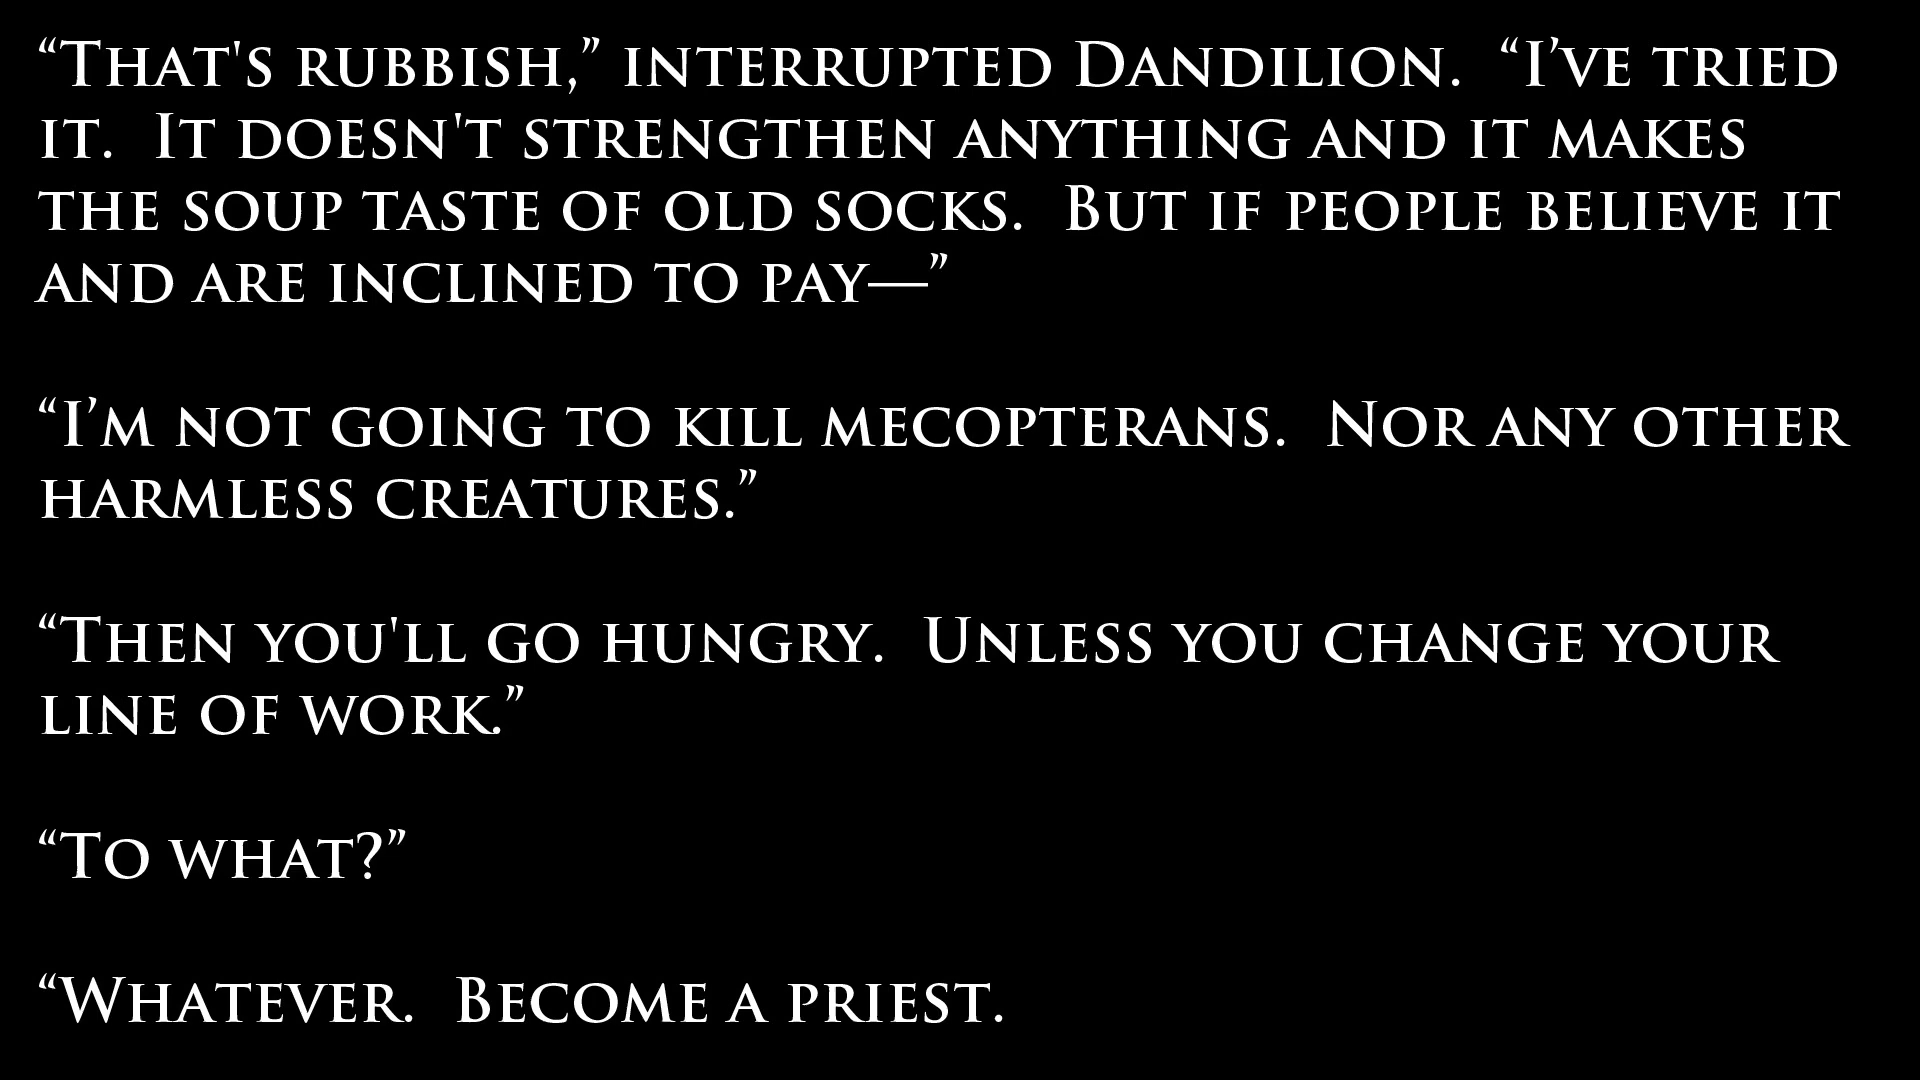 “That's rubbish,” interrupted Dandilion.  “I’ve tried
it.  It doesn't strengthen anything and it makes
the soup taste of old socks.  But if people believe it
and are inclined to pay—”
“I’m not going to kill mecopterans.  Nor any other
harmless creatures.”
“Then you'll go hungry.  Unless you change your
line of work.”
“To what?”
“Whatever.  Become a priest.